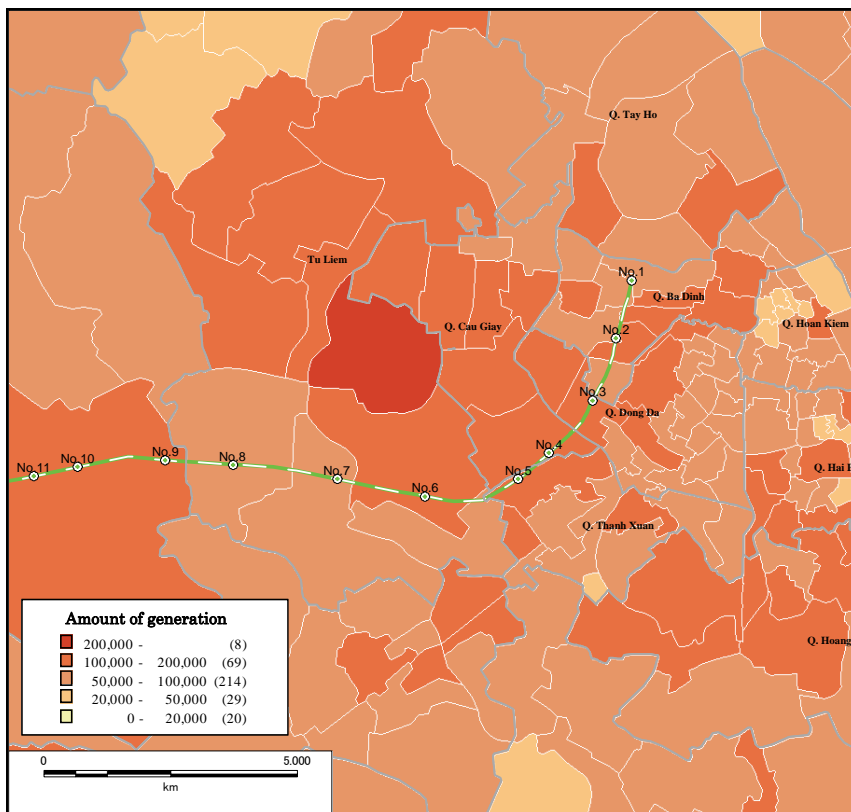 Q. Tay Ho
Tu Liem
No.1
Q. Ba Dinh
Q. Cau Giay
Q. Hoan Kiem
No.2
No.3
Q. Dong Da
No.4
No.5
No.6
No.7
No.8
No.9
No.10
No.11
Q. Hai
Q. Thanh Xuan
Q. Hoang
Amount of generation
200,000 - (8)
100,000 - 200,000 (69)
50,000 - 100,000 (214)
20,000 - 50,000 (29)
0 - 20,000 (20)
0 5.000
km